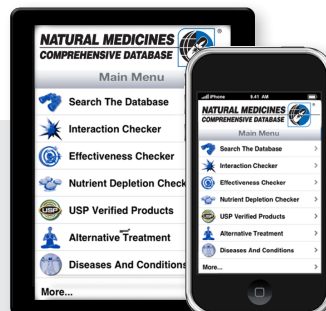 NATURAL MEDICINES
COMPREHENSIVE DATABASE
®
Main Menu
Search The Database
Interaction Checker
Effectiveness Checker
Nutrient Depletion Check
USP Verified Products
USP
Alternative Treatment
Diseases And Conditions
More...
iPhone
9:41 AM
NATURAL MEDICINES
COMPREHENSIVE DATABASE
Main Menu
Search The Database
Interaction Checker
Effectiveness Checker
Nutrient Depletion Checker
USP Verified Products
USP
Alternative Treatment
Diseases And Conditions
More...